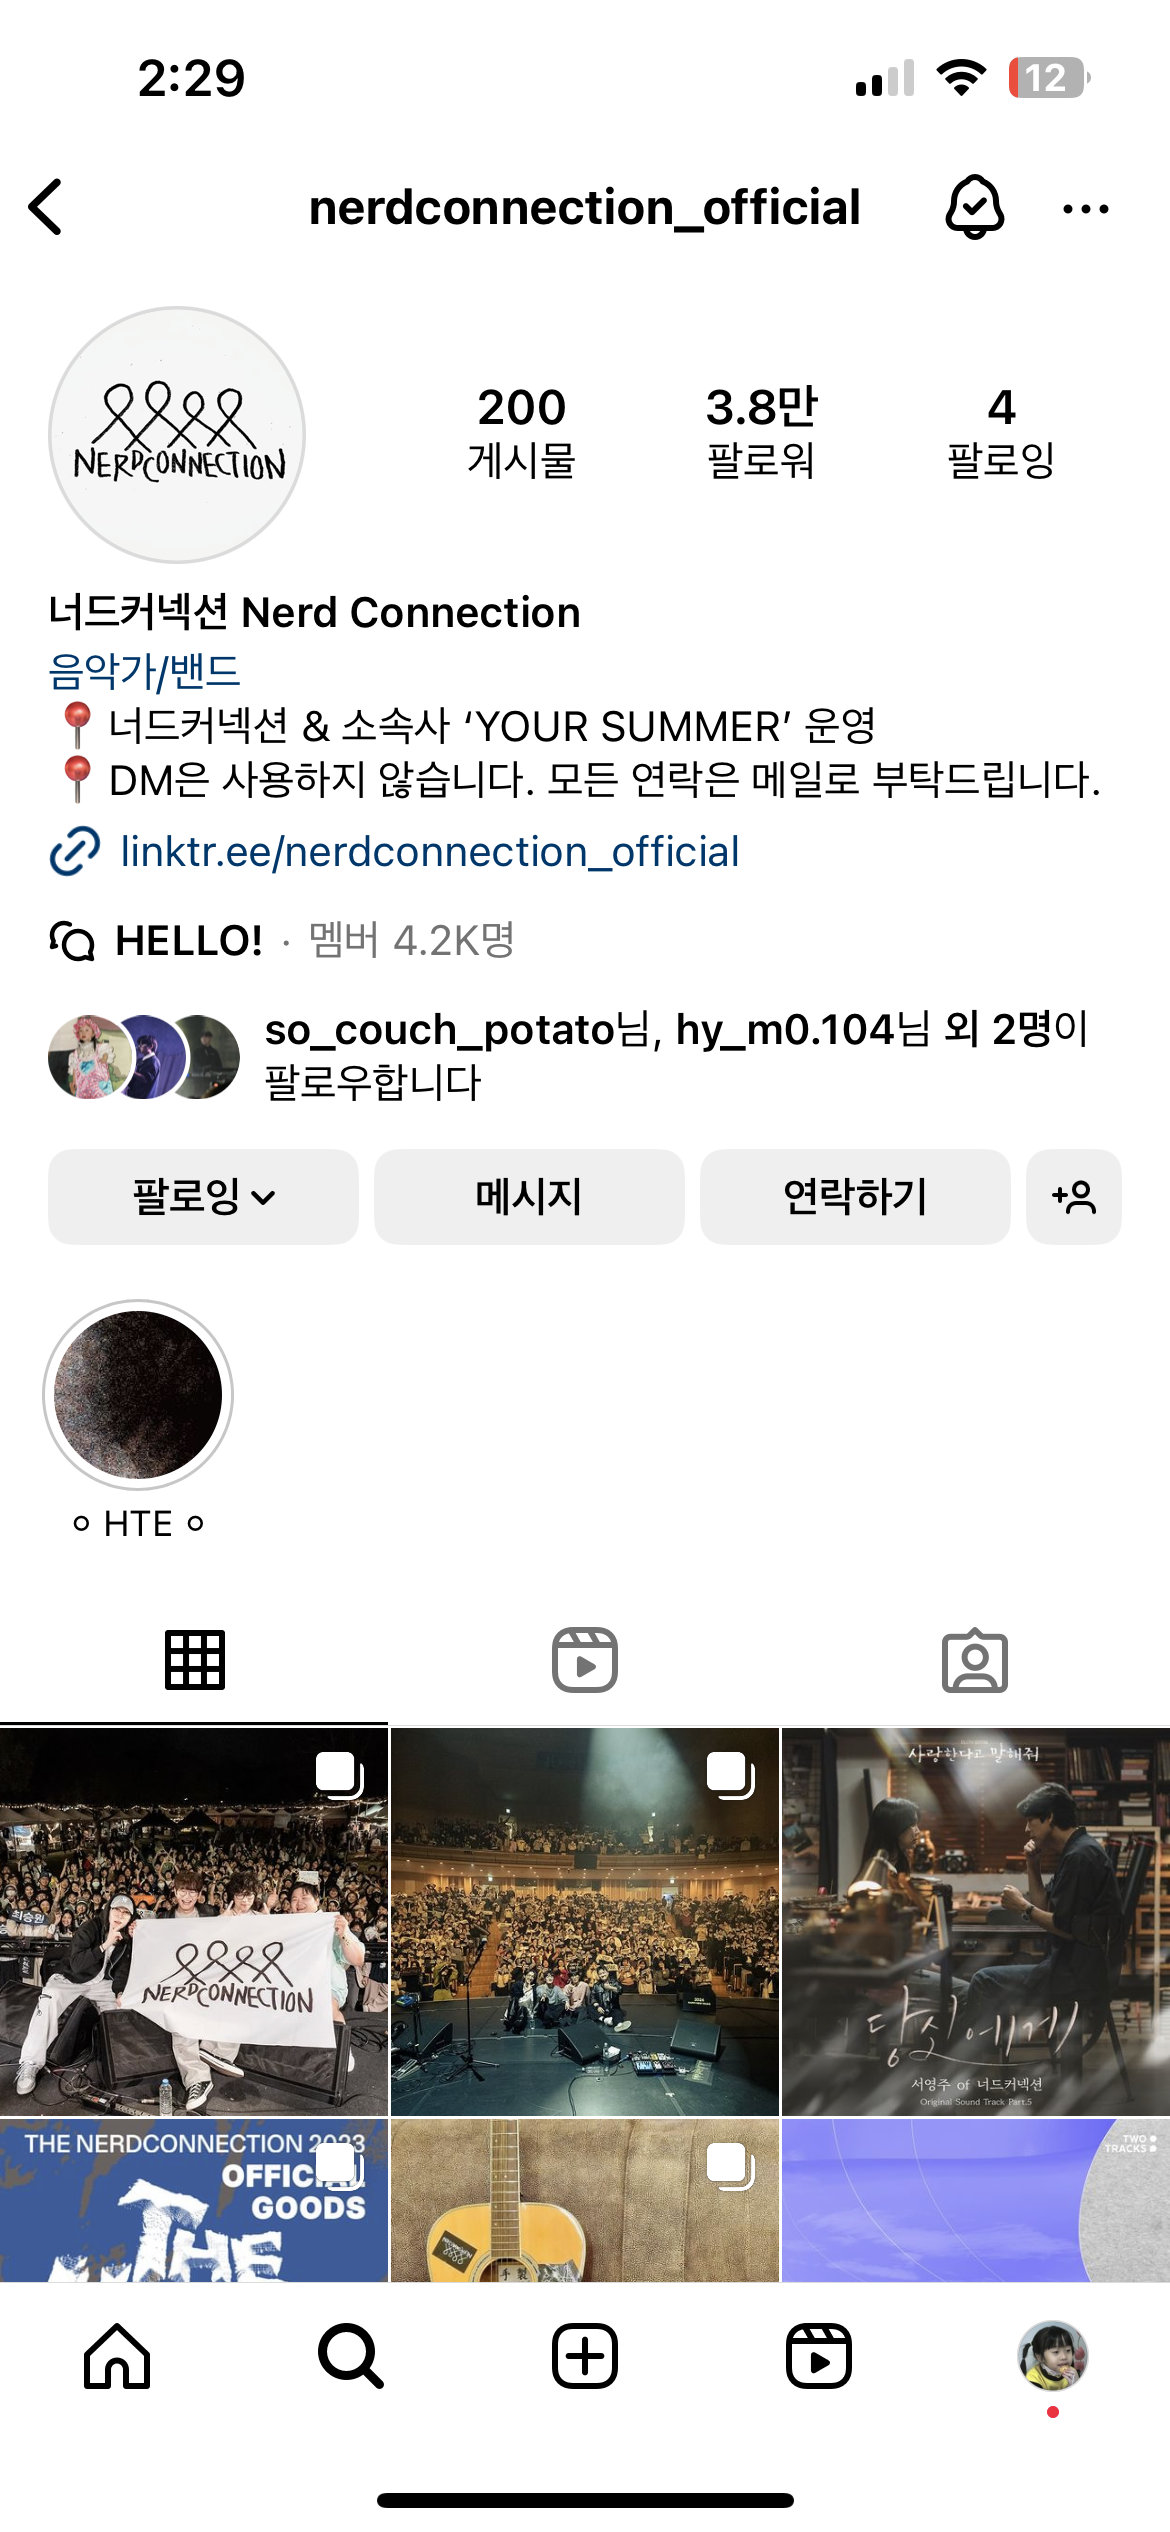 2:29
12
nerdconnection_official
NERDCONNECTION
200
게시물
3.8만
팔로워
4
팔로잉
너드커넥션 Nerd Connection
음악가/밴드
📍너드커넥션 & 소속사 ‘YOUR SUMMER’ 운영
📍DM은 사용하지 않습니다. 모든 연락은 메일로 부탁드립니다.
linktr.ee/nerdconnection_official
HELLO! · 멤버 4.2K명
so_couch_potato님, hy_m0.104님 외 2명이
팔로우합니다
팔로잉
메시지
연락하기
HTE
최승원
NERDCONNECTION
사랑한다고 말해줘
당신에게
서영주 of 너드커넥션
Original Sound Track Part.5
THE NERDCONNECTION 2023
OFFICIAL
GOODS
THE
手製
TWO
TRACKS